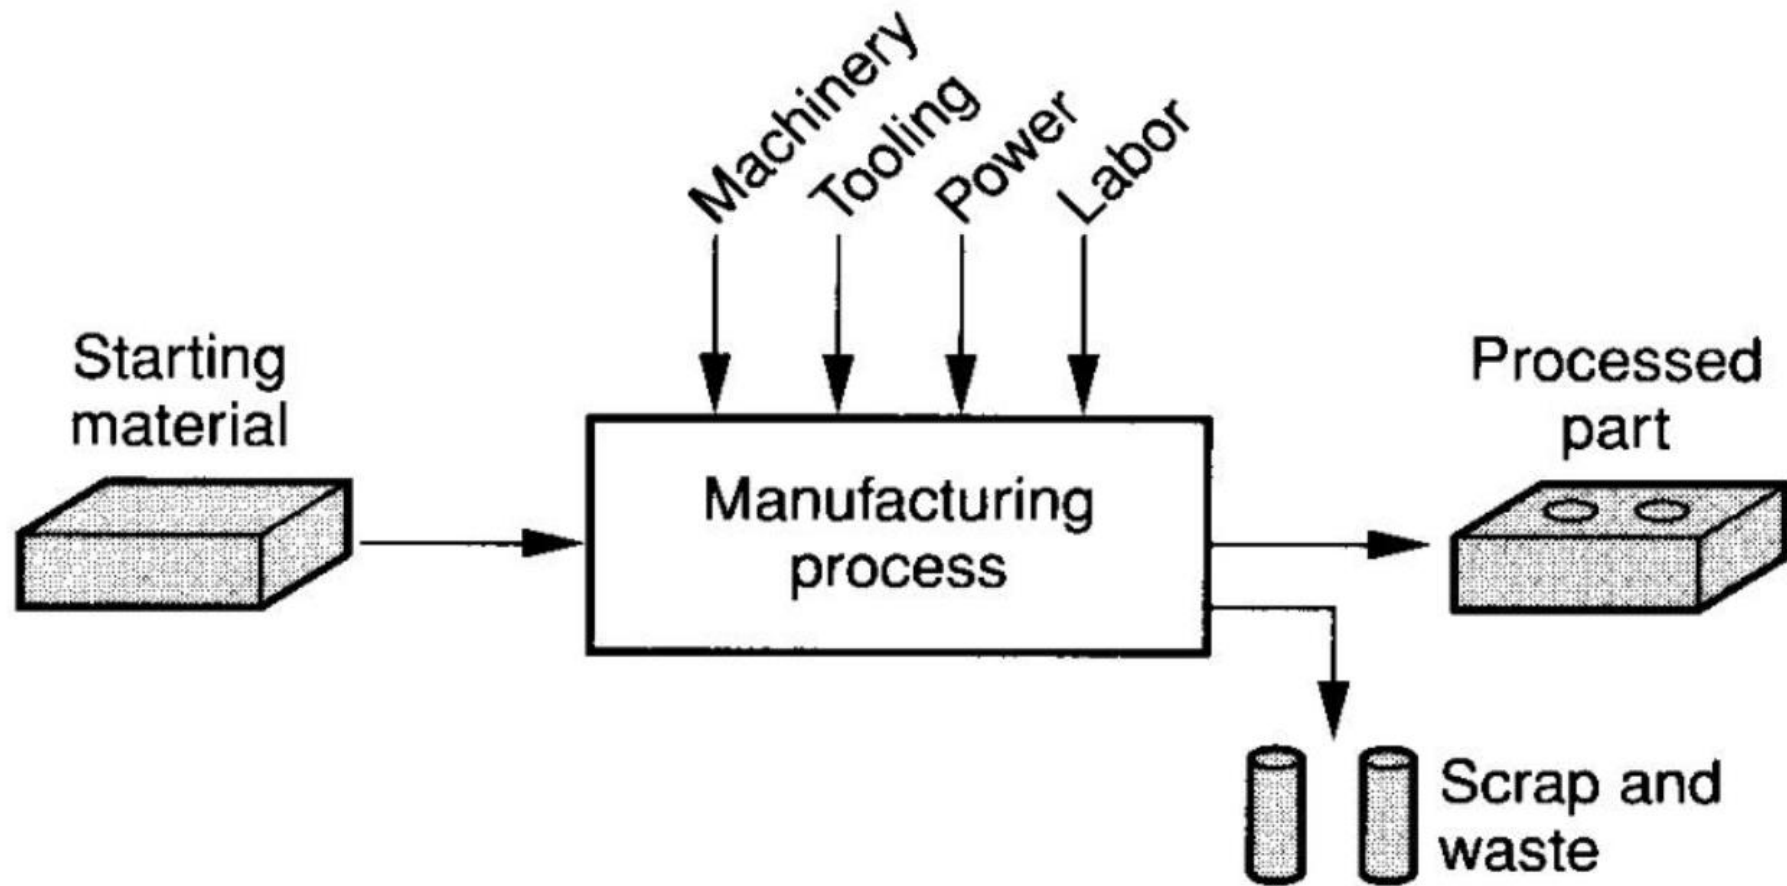 Machinery
Tooling
Power
Labor
Starting
material
Manufacturing
process
Processed
part
Scrap and
waste